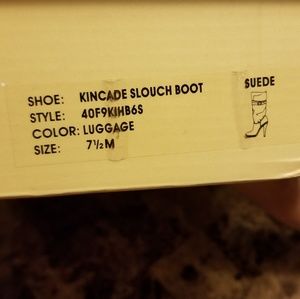 SHOE: KINCADE SLOUCH BOOT
STYLE: 40F9KIHB6S
COLOR: LUGGAGE
SIZE: 7½M
SUEDE